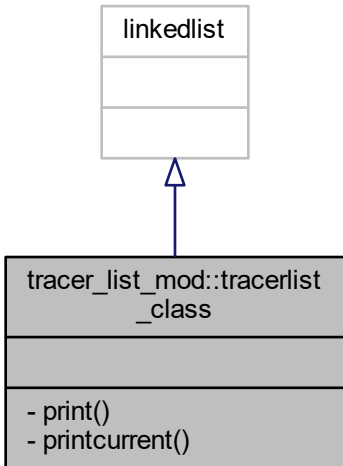 linkedlist
tracer_list_mod::tracerlist
_class
- print()
- printcurrent()